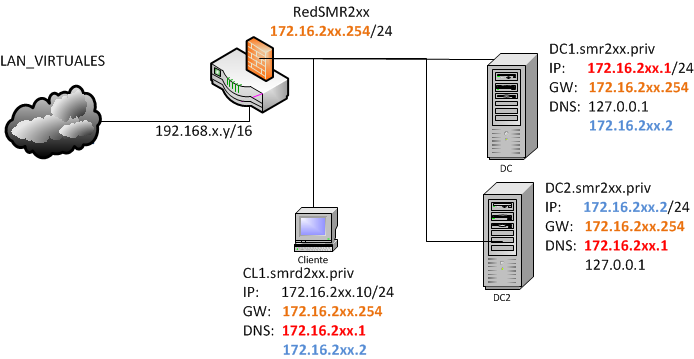 RedSMR2xx
172.16.2xx.254/24
LAN_VIRTUALES
192.168.x.y/16
DC1.smr2xx.priv
IP: 172.16.2xx.1/24
GW: 172.16.2xx.254
DNS: 127.0.0.1
172.16.2xx.2
DC
DC2.smr2xx.priv
IP: 172.16.2xx.2/24
GW: 172.16.2xx.254
DNS: 172.16.2xx.1
127.0.0.1
DC2
Cliente
CL1.smrd2xx.priv
IP: 172.16.2xx.10/24
GW: 172.16.2xx.254
DNS: 172.16.2xx.1
172.16.2xx.2